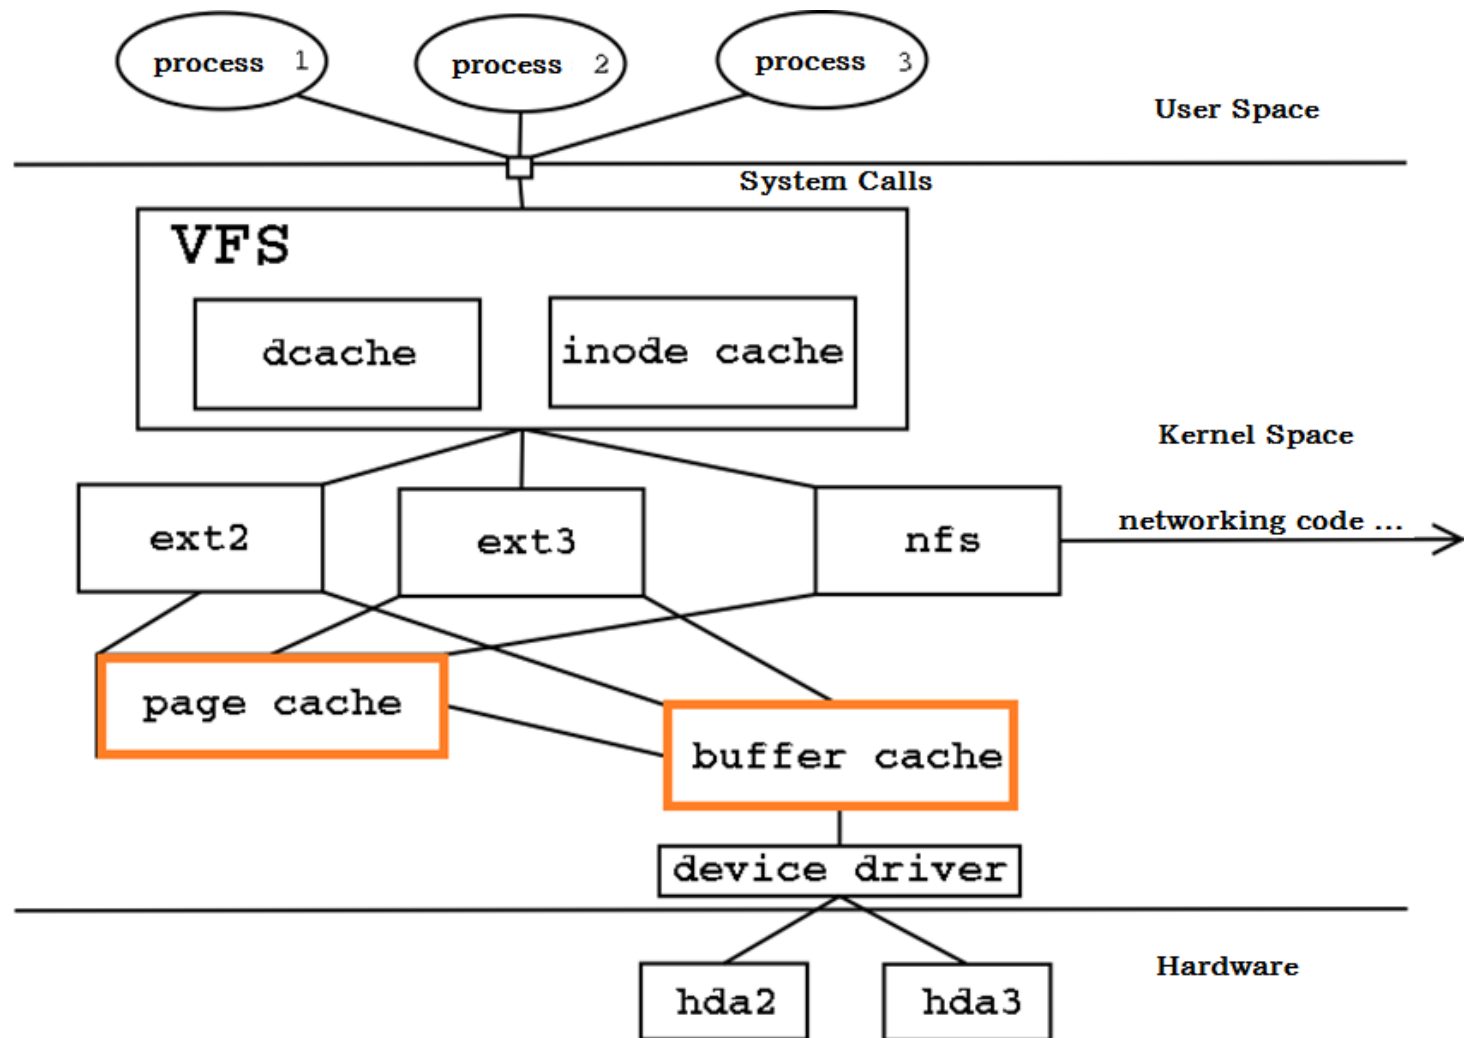 process 1
process 2
process 3
User Space
System Calls
VFS
dcache
inode cache
Kernel Space
ext2
ext3
nfs
networking code ...
page cache
buffer cache
device driver
Hardware
hda2
hda3